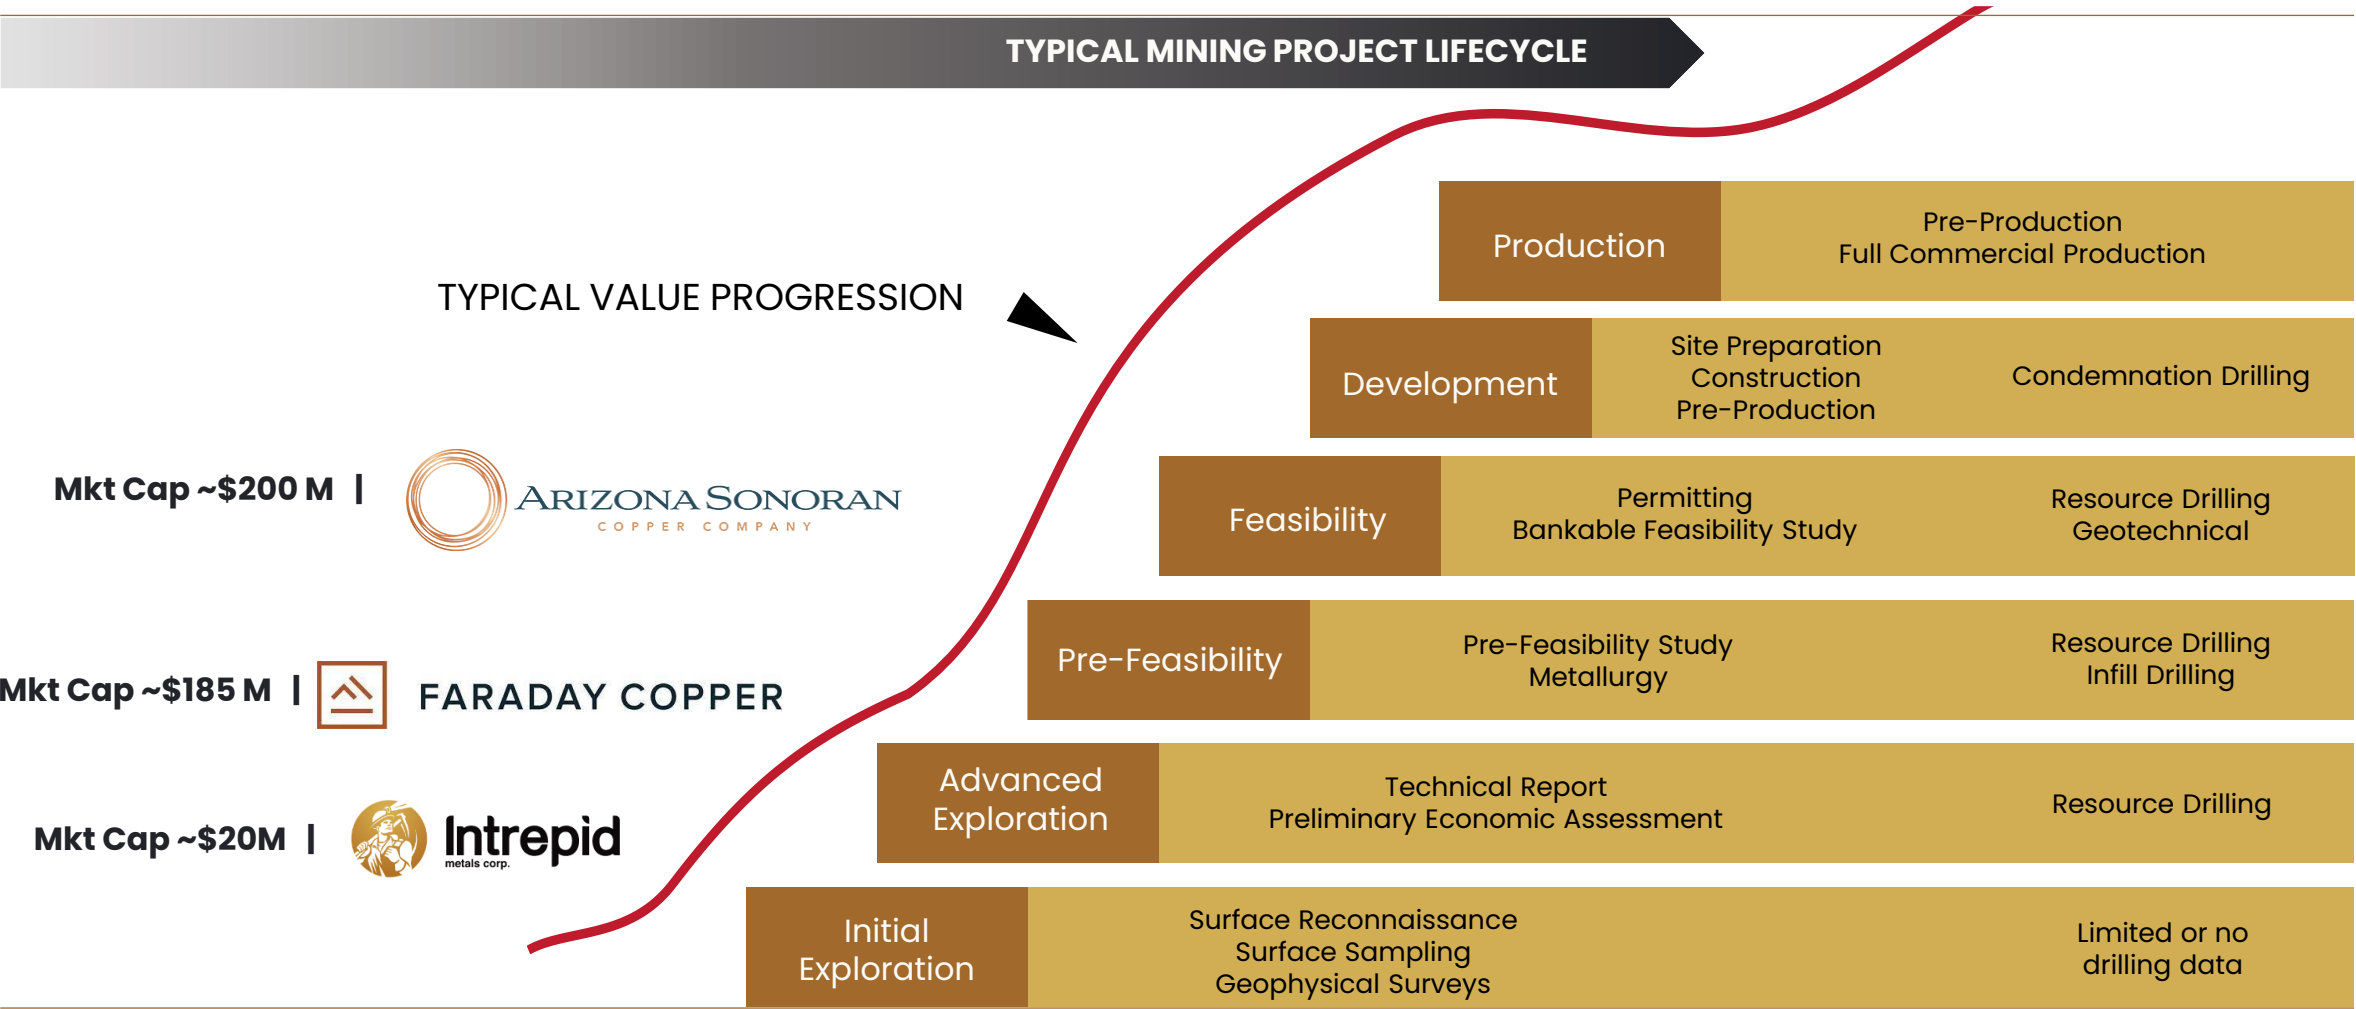 TYPICAL MINING PROJECT LIFECYCLE
Production
Pre-Production
Full Commercial Production
TYPICAL VALUE PROGRESSION
Development
Site Preparation
Construction
Pre-Production
Condemnation Drilling
Mkt Cap ~$200 M |
ARIZONA SONORAN
COPPER COMPANY
Feasibility
Permitting
Bankable Feasibility Study
Resource Drilling
Geotechnical
Mkt Cap ~$185 M |
FARADAY COPPER
Pre-Feasibility
Pre-Feasibility Study
Metallurgy
Resource Drilling
Infill Drilling
Mkt Cap ~$20M |
Intrepid
metals corp.
Advanced
Exploration
Technical Report
Preliminary Economic Assessment
Resource Drilling
Initial
Exploration
Surface Reconnaissance
Surface Sampling
Geophysical Surveys
Limited or no
drilling data